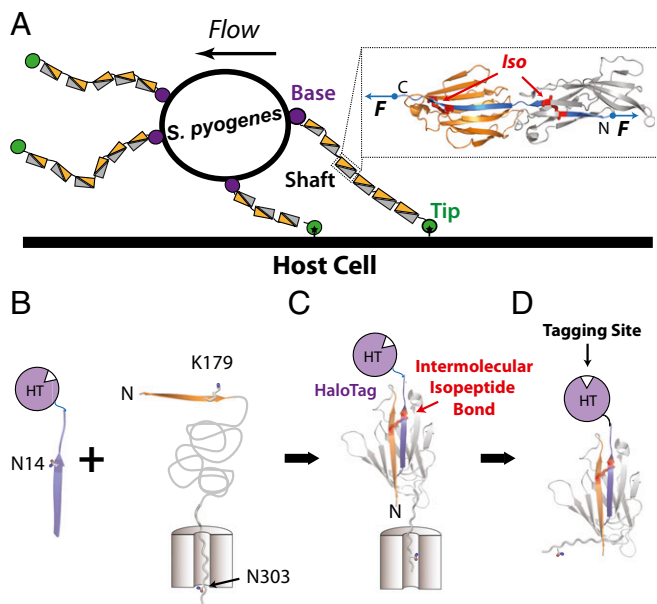 A
Flow
Base
S. pyogenes
Shaft
Tip
Host Cell
Iso
C
F
N
F
B
HT
N14
+
K179
N
N303
C
HT
HaloTag
Intermolecular
Isopeptide
Bond
N
D
Tagging Site
HT